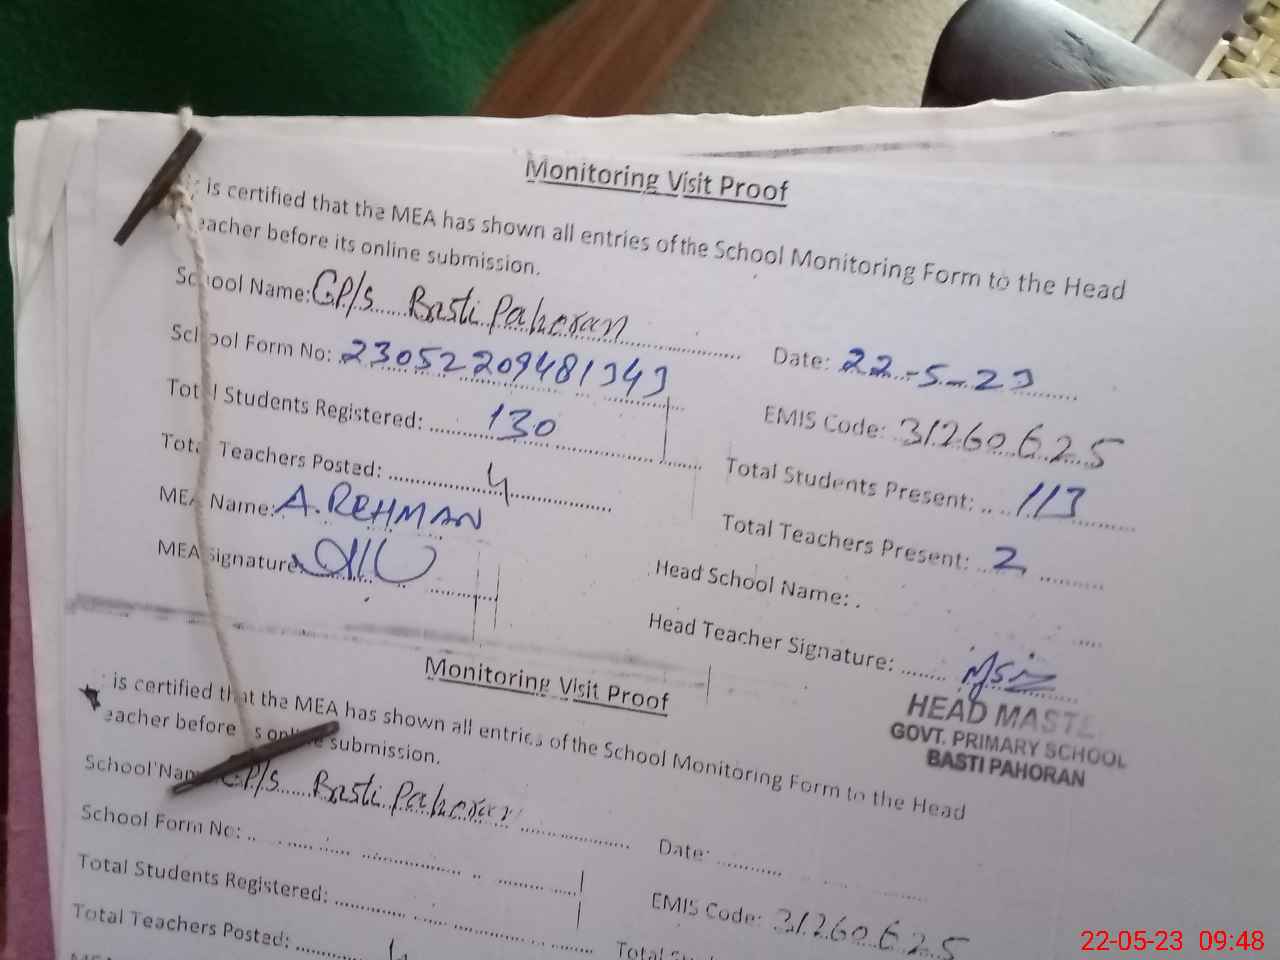 Monitoring Visit Proof
is certified that the MEA has shown all entries of the School Monitoring Form to the Head
eacher before its online submission.
School Name: GP/S Basti Pahoran
Date: 22-5-23
School Form No: 23052209481343
EMIS Code: 31260625
Total Students Registered: 130
Total Students Present: 113
Total Teachers Posted: 4
Total Teachers Present: 2
MEA Name: A. REHMAN
Head School Name:
MEA Signature:
Head Teacher Signature:
HEAD MASTE
GOVT. PRIMARY SCHOOL
BASTI PAHORAN
Monitoring Visit Proof
is certified that the MEA has shown all entries of the School Monitoring Form to the Head
eacher before its online submission.
School Name: GP/S Basti Pahoran
Date:
School Form No:
EMIS Code: 31260625
Total Students Registered:
Total
Total Teachers Posted: 4
22-05-23 09:48